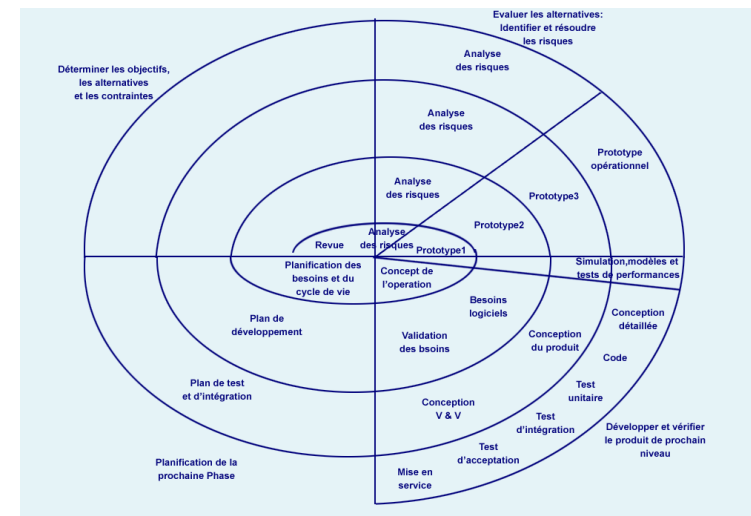 Evaluer les alternatives:
Identifier et résoudre
les risques
Analyse
des risques
Déterminer les objectifs,
les alternatives
et les contraintes
Analyse
des risques
Prototype
opérationnel
Analyse
des risques
Prototype3
Prototype2
Analyse
des risques
Revue
Prototype1
Simulation,modèles et
tests de performances
Planification des
besoins et du
cycle de vie
Concept de
l'operation
Besoins
logiciels
Conception
détaillée
Plan de
développement
Validation
des bsoins
Conception
du produit
Code
Plan de test
et d'intégration
Test
unitaire
Conception
V & V
Test
d'intégration
Développer et vérifier
le produit de prochain
niveau
Test
d'acceptation
Planification de la
prochaine Phase
Mise en
service